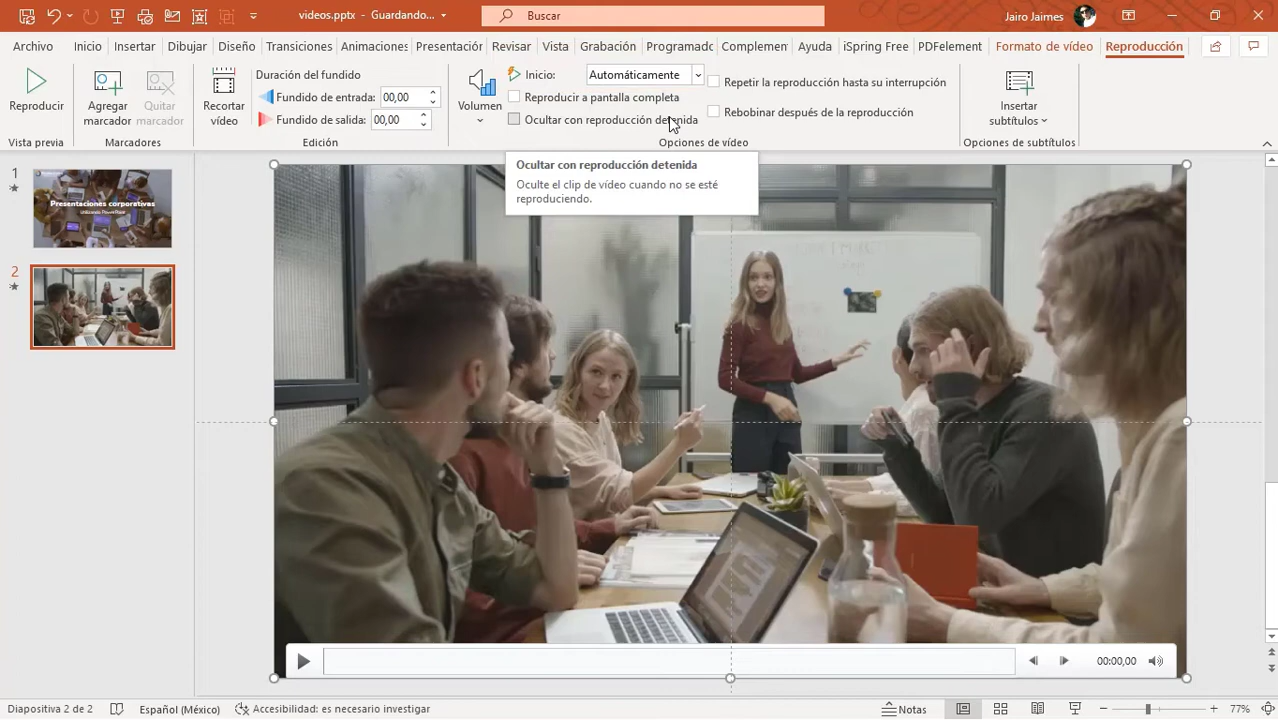 videos.pptx - Guardando...
Buscar
Jairo Jaimes
Archivo Inicio Insertar Dibujar Diseño Transiciones Animaciones Presentaciór Revisar Vista Grabación Programadc Complemen Ayuda iSpring Free PDFelement Formato de vídeo Reproducción
Reproducir
Vista previa
Agregar marcador
Quitar marcador
Marcadores
Recortar vídeo
Duración del fundido
Fundido de entrada: 00,00
Fundido de salida: 00,00
Edición
Volumen
Inicio: Automáticamente
Reproducir a pantalla completa
Ocultar con reproducción detenida
Repetir la reproducción hasta su interrupción
Rebobinar después de la reproducción
Opciones de vídeo
Insertar subtítulos
Opciones de subtítulos
Ocultar con reproducción detenida
Oculte el clip de vídeo cuando no se esté
reproduciendo.
1
Presentaciones corporativas
Utilizando PowerPoint
2
00:00,00
Diapositiva 2 de 2 Español (México) Accesibilidad: es necesario investigar Notas 77%